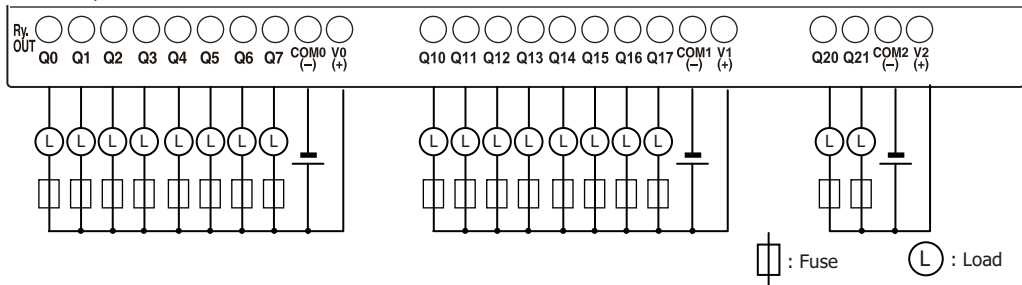 Ry.
OUT
Q0 Q1 Q2 Q3 Q4 Q5 Q6 Q7 COM0 (−) V0 (+)
Q10 Q11 Q12 Q13 Q14 Q15 Q16 Q17 COM1 (−) V1 (+)
Q20 Q21 COM2 (−) V2 (+)
L L L L L L L L
L L L L L L L L
L L
: Fuse
L : Load